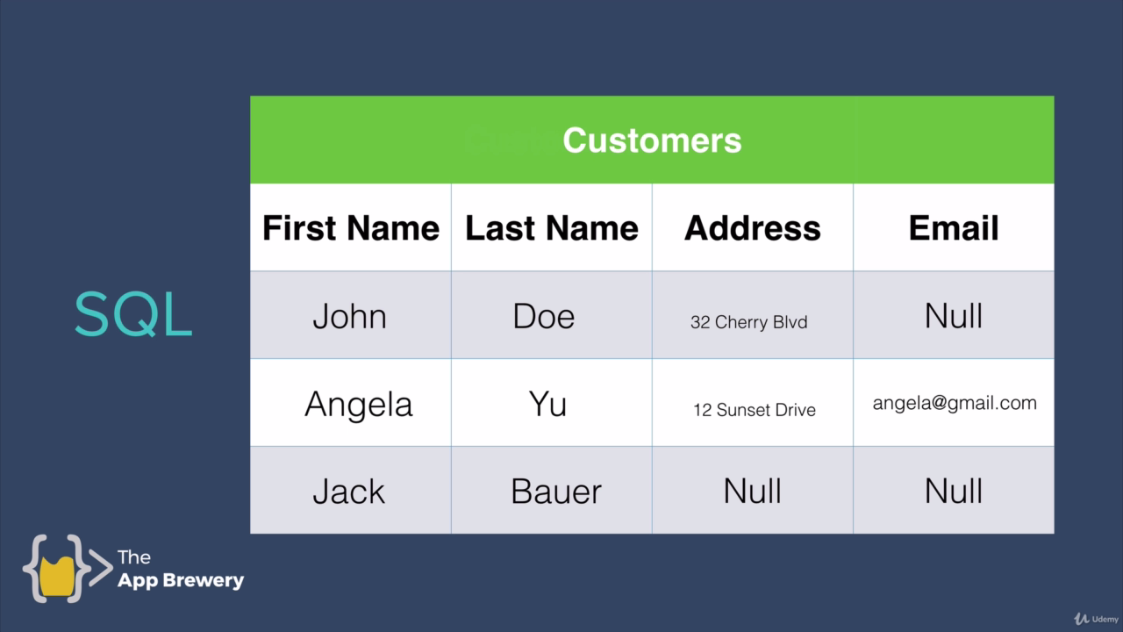 Customers
First Name Last Name Address Email
SQL
John Doe 32 Cherry Blvd Null
Angela Yu 12 Sunset Drive angela@gmail.com
Jack Bauer Null Null
The
App Brewery
Udemy